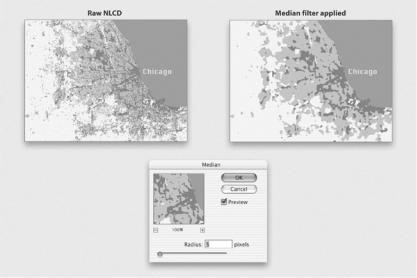 Raw NLCD
Median filter applied
Chicago
Chicago
Median
OK
Cancel
Preview
100%
Radius: 5 pixels